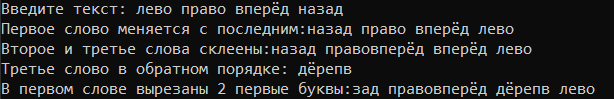 Введите текст: лево право вперёд назад
Первое слово меняется с последним:назад право вперёд лево
Второе и третье слова склеены:назад правовперёд вперёд лево
Третье слово в обратном порядке: дёрепв
В первом слове вырезаны 2 первые буквы:зад правовперёд дёрепв лево